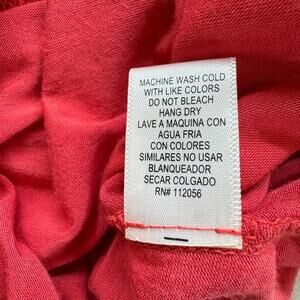 MACHINE WASH COLD
WITH LIKE COLORS
DO NOT BLEACH
HANG DRY
LAVE A MAQUINA CON
AGUA FRIA
CON COLORES
SIMILARES NO USAR
BLANQUEADOR
SECAR COLGADO
RN# 112056